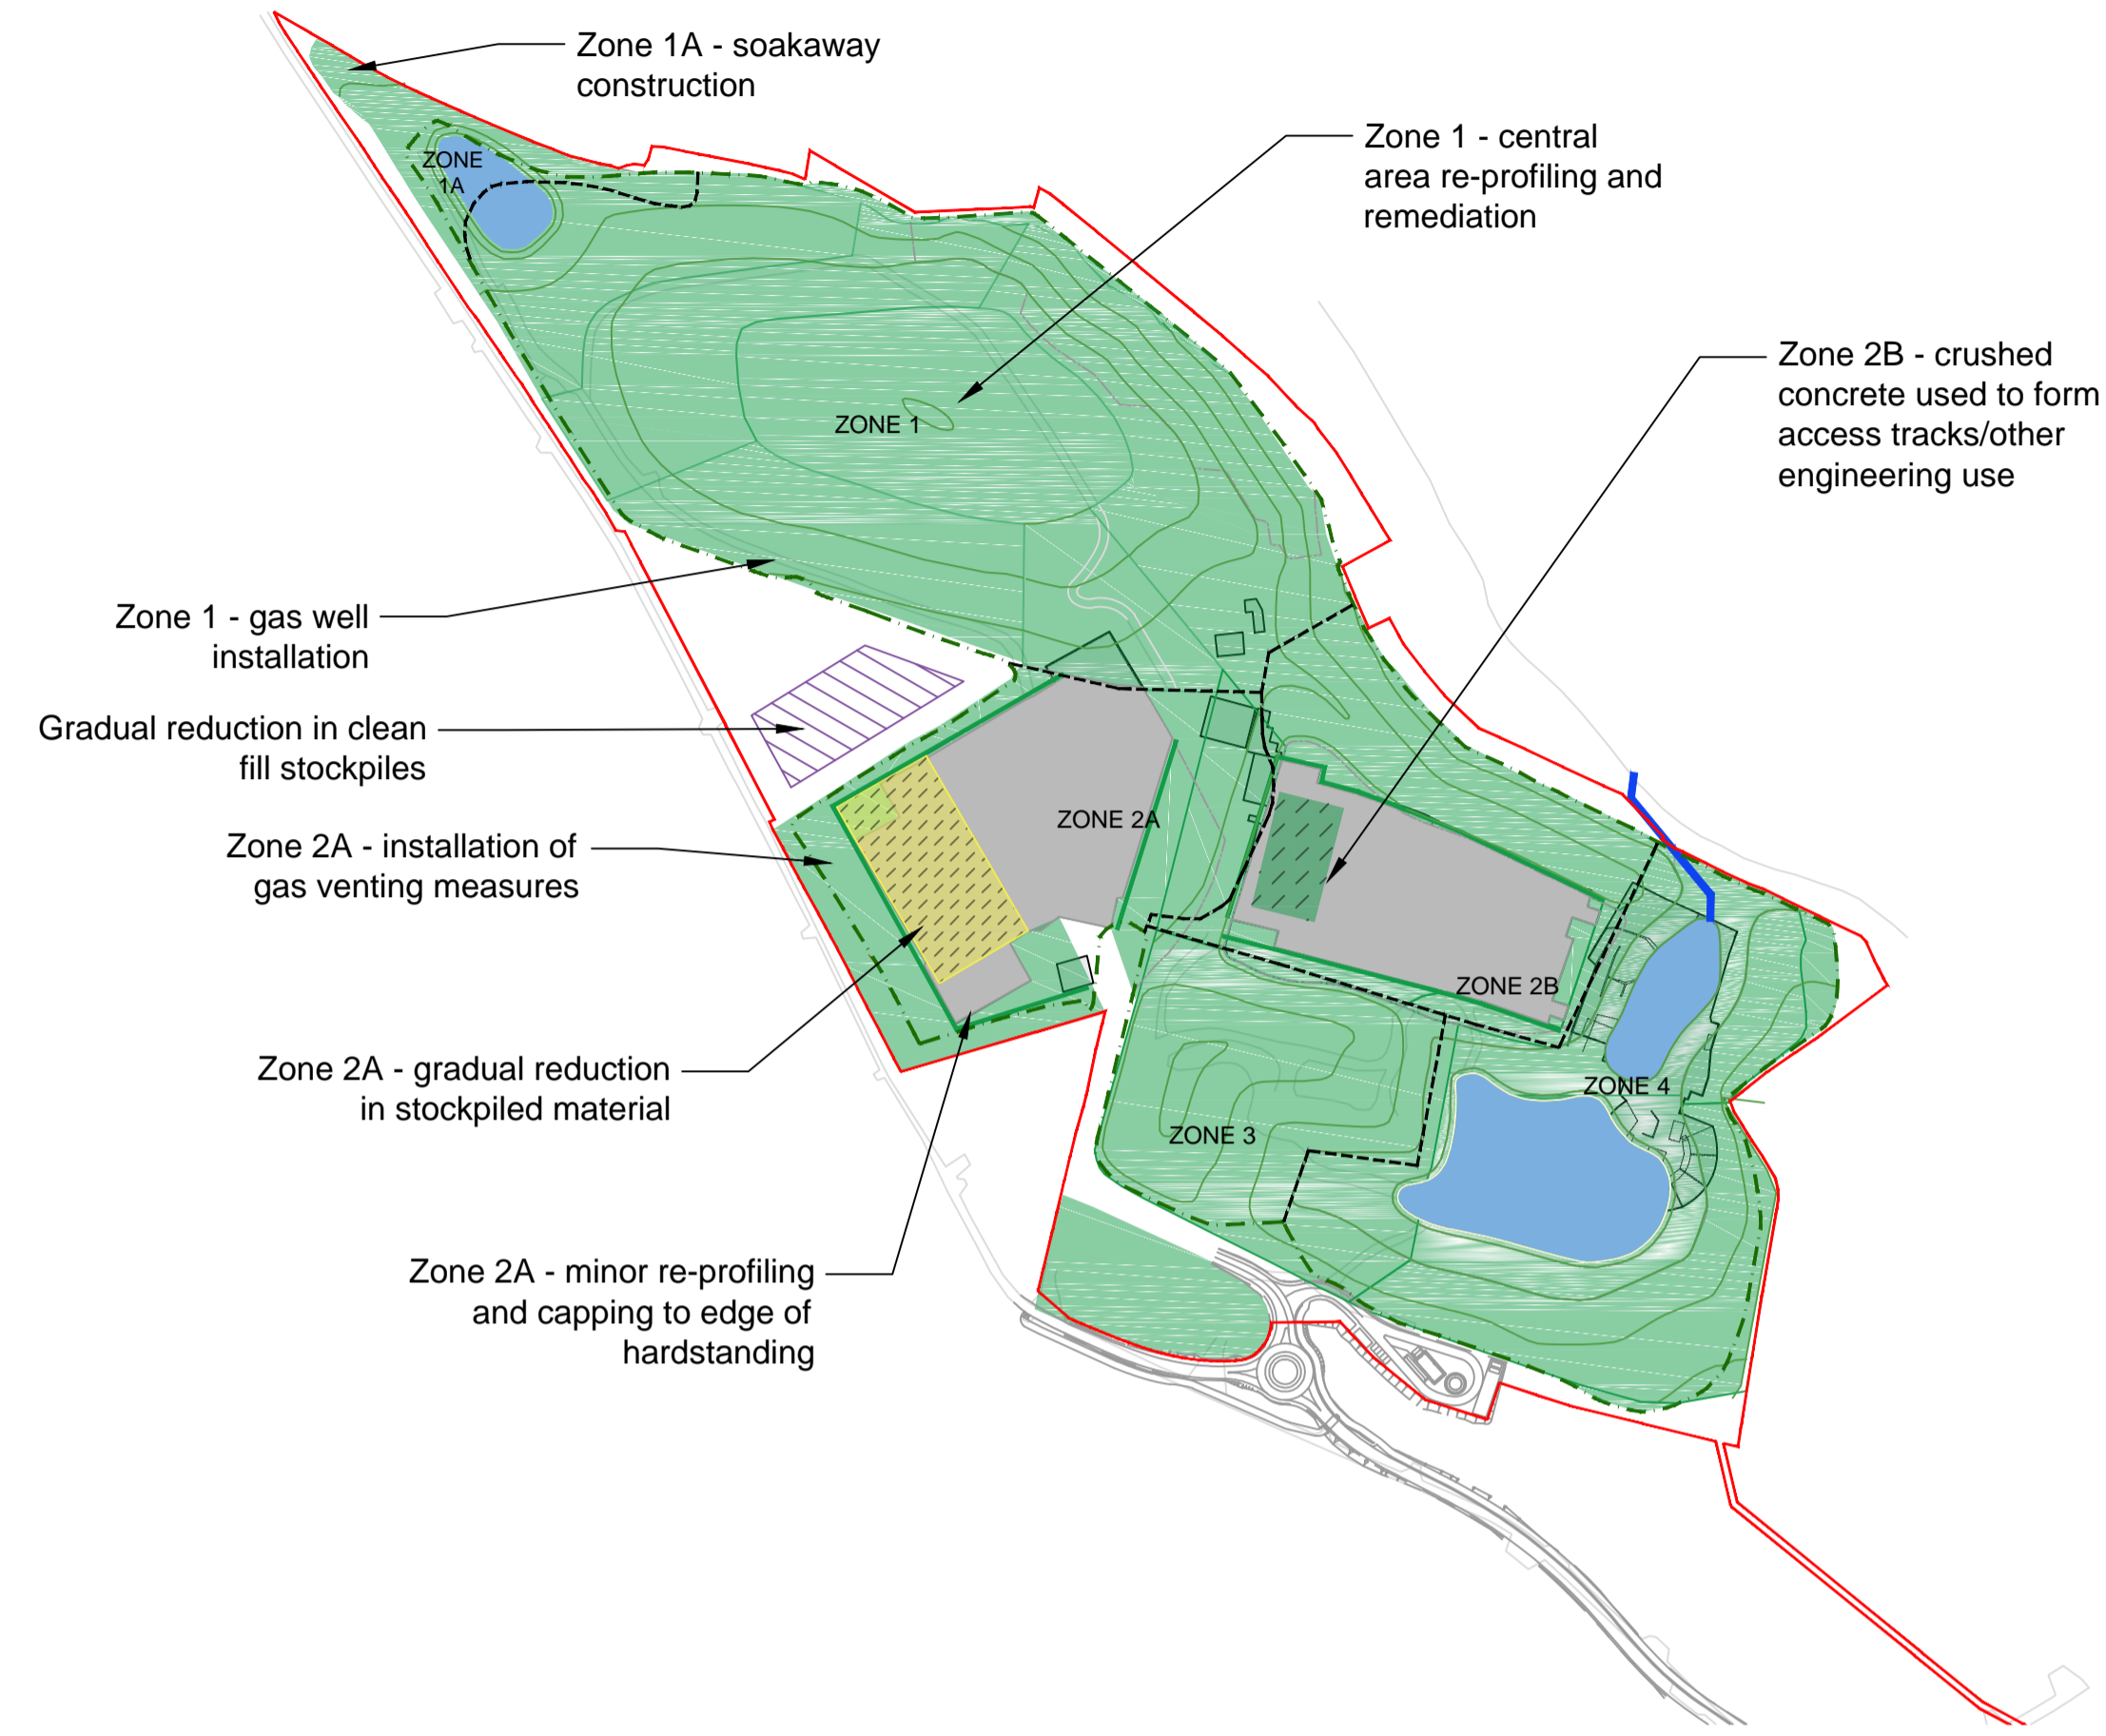 Zone 1A - soakaway
construction
Zone 1 - central
area re-profiling and
remediation
ZONE
1A
Zone 2B - crushed
concrete used to form
access tracks/other
engineering use
ZONE 1
Zone 1 - gas well
installation
Gradual reduction in clean
fill stockpiles
ZONE 2A
Zone 2A - installation of
gas venting measures
ZONE 2B
Zone 2A - gradual reduction
in stockpiled material
ZONE 4
ZONE 3
Zone 2A - minor re-profiling
and capping to edge of
hardstanding